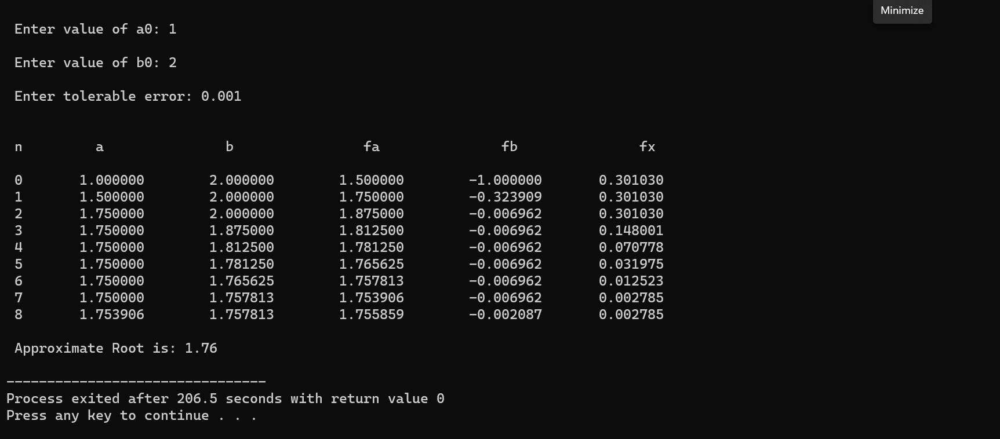 Minimize
Enter value of a0: 1
Enter value of b0: 2
Enter tolerable error: 0.001
n a b fa fb fx
0 1.000000 2.000000 1.500000 -1.000000 0.301030
1 1.500000 2.000000 1.750000 -0.323909 0.301030
2 1.750000 2.000000 1.875000 -0.006962 0.301030
3 1.750000 1.875000 1.812500 -0.006962 0.148001
4 1.750000 1.812500 1.781250 -0.006962 0.070778
5 1.750000 1.781250 1.765625 -0.006962 0.031975
6 1.750000 1.765625 1.757813 -0.006962 0.012523
7 1.750000 1.757813 1.753906 -0.006962 0.002785
8 1.753906 1.757813 1.755859 -0.002087 0.002785
Approximate Root is: 1.76
--------------------------------
Process exited after 206.5 seconds with return value 0
Press any key to continue . . .